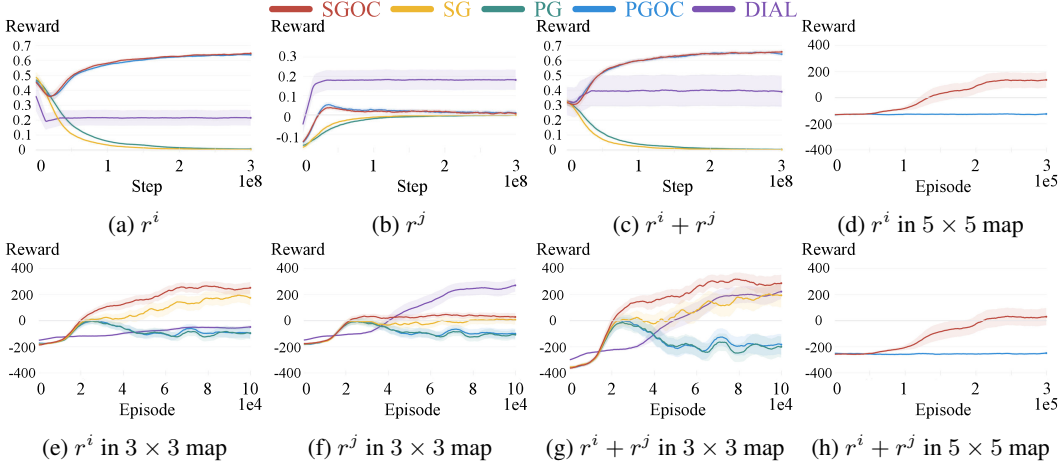 SGOC SG PG PGOC DIAL
Reward Reward Reward Reward
0.7
0.6
0.5
0.4
0.3
0.2
0.1
0
0 1 2 3
1e8
Step
0.3
0.2
0.1
0
-0.1
0 1 2 3
1e8
Step
0.7
0.6
0.5
0.4
0.3
0.2
0.1
0
0 1 2 3
1e8
Step
400
200
0
-200
-400
0 1 2 3
1e5
Episode
(a) r^i (b) r^j (c) r^i + r^j (d) r^i in 5 × 5 map
Reward Reward Reward Reward
400
200
0
-200
-400
0 2 4 6 8 10
1e4
Episode
400
200
0
-200
-400
0 2 4 6 8 10
1e4
Episode
400
200
0
-200
-400
0 2 4 6 8 10
1e4
Episode
400
200
0
-200
-400
0 1 2 3
1e5
Episode
(e) r^i in 3 × 3 map (f) r^j in 3 × 3 map (g) r^i + r^j in 3 × 3 map (h) r^i + r^j in 5 × 5 map